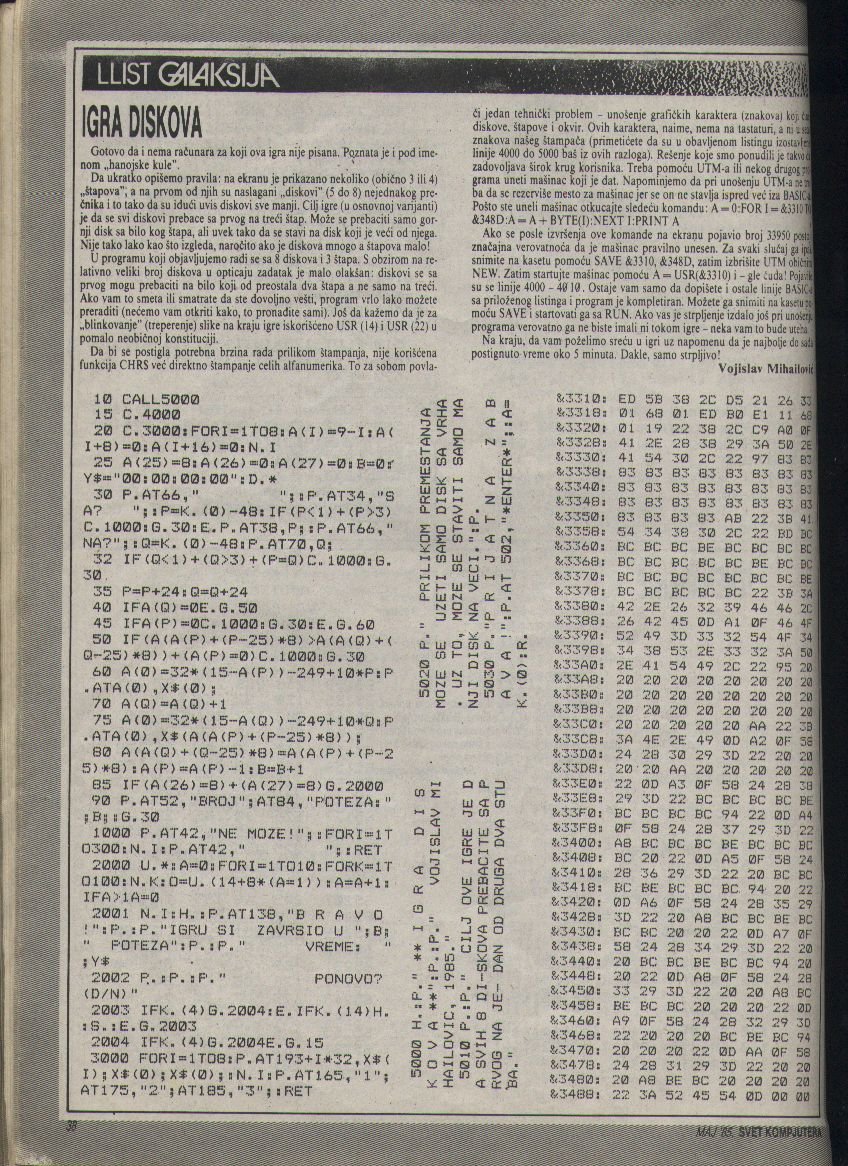 LLIST GALAKSIJA
IGRA DISKOVA
Gotovo da i nema računara za koji ova igra nije pisana. Poznata je i pod ime-
nom „hanojske kule".
Da ukratko opišemo pravila: na ekranu je prikazano nekoliko (obično 3 ili 4)
„štapova", a na prvom od njih su naslagani „diskovi" (5 do 8) nejednakog pre-
čnika i to tako da su idući uvis diskovi sve manji. Cilj igre (u osnovnoj varijanti)
je da se svi diskovi prebace sa prvog na treći štap. Može se prebaciti samo gor-
nji disk sa bilo kog štapa, ali uvek tako da se stavi na disk koji je veći od njega.
Nije tako lako kao što izgleda, naročito ako je diskova mnogo a štapova malo!
U programu koji objavljujemo radi se sa 8 diskova i 3 štapa. S obzirom na re-
lativno veliki broj diskova u opticaju zadatak je malo olakšan: diskovi se sa
prvog mogu prebaciti na bilo koji od preostala dva štapa a ne samo na treći.
Ako vam to smeta ili smatrate da ste dovoljno vešti, program vrlo lako možete
preraditi (nećemo vam otkriti kako, to pronađite sami). Još da kažemo da je za
„blinkovanje" (treperenje) slike na kraju igre iskorišćeno USR (14) i USR (22) u
pomalo neobičnoj konstituciji.
Da bi se postigla potrebna brzina rada prilikom štampanja, nije korišćena
funkcija CHRS već direktno štampanje celih alfanumerika. To za sobom povla-
či jedan tehnički problem – unošenje grafičkih karaktera (znakova) koji
diskove, štapove i okvir. Ovih karaktera, naime, nema na tastaturi, a ni u
znakova našeg štampača (primetićete da su u obavljenom listingu
linije 4000 do 5000 baš iz ovih razloga). Rešenje koje smo ponudili je takvo
zadovoljava širok krug korisnika. Treba pomoću UTM-a ili nekog drugog
grama uneti mašinac koji je dat. Napominjemo da pri unošenju UTM-a
ba da se rezerviše mesto za mašinac jer se on ne stavlja ispred već iza
Pošto ste uneli mašinac otkucajte sledeću komandu: A = 0:FOR I = &3310 TO
&348D:A = A + BYTE(I):NEXT I:PRINT A
Ako se posle izvršenja ove komande na ekranu pojavio broj 33950
značajna verovatnoća da je mašinac pravilno unesen. Za svaki slučaj ga
snimite na kasetu pomoću SAVE &3310, &348D, zatim izbrišite UTM
NEW. Zatim startujte mašinac pomoću A = USR(&3310) i – gle čuda!
su se linije 4000 – 4010. Ostaje vam samo da dopišete i ostale linije
sa priloženog listinga i program je kompletiran. Možete ga snimiti na kasetu
moću SAVE i startovati ga sa RUN. Ako vas je strpljenje izdalo još pri
programa verovatno ga ne biste imali ni tokom igre – neka vam to bude uteha.
Na kraju, da vam poželimo sreću u igri uz napomenu da je najbolje do
postignuto vreme oko 5 minuta. Dakle, samo strpljivo!
Vojislav Mihailović
10 CALL5000
15 C.4000
20 C.3000:FORI=1TO8:A(I)=9-I:A(
I+8)=0:A(I+16)=0:N.I
25 A(25)=8:A(26)=0:A(27)=0:B=0:
Y$="00:00:00:00":D.*
30 P.AT66,"          ";:P.AT34,"S
A?   ";:P=K.(0)-48:IF(P<1)+(P>3)
C.1000:G.30:E.P.AT38,P;:P.AT66,"
NA?";:Q=K.(0)-48:P.AT70,Q;
32 IF(Q<1)+(Q>3)+(P=Q)C.1000:G.
30
35 P=P+24:Q=Q+24
40 IFA(Q)=0E.G.50
45 IFA(P)=0C.1000:G.30:E.G.60
50 IF(A(A(P)+(P-25)*8)>A(A(Q)+(
Q-25)*8))+(A(P)=0)C.1000:G.30
60 A(0)=32*(15-A(P))-249+10*P:P
.ATA(0),X$(0);
70 A(Q)=A(Q)+1
75 A(0)=32*(15-A(Q))-249+10*Q:P
.ATA(0),X$(A(A(P)+(P-25)*8));
80 A(A(Q)+(Q-25)*8)=A(A(P)+(P-2
5)*8):A(P)=A(P)-1:B=B+1
85 IF(A(26)=8)+(A(27)=8)G.2000
90 P.AT52,"BROJ";AT84,"POTEZA:"
;B;:G.30
1000 P.AT42,"NE MOZE!";:FORI=1T
O300:N.I:P.AT42,"        ";:RET
2000 U.*:A=0:FORI=1TO10:FORK=1T
O100:N.K:O=U.(14+8*(A=1)):A=A+1:
IFA>1A=0
2001 N.I:H.:P.AT138,"B R A V O
!":P.:P."IGRU SI  ZAVRSIO U ";B;
" POTEZA":P.:P."      VREME:  "
;Y$
2002 P.:P.:P."          PONOVO?
(D/N)"
2003 IFK.(4)G.2004:E.IFK.(14)H.
:S.:E.G.2003
2004 IFK.(4)G.2004E.G.15
3000 FORI=1TO8:P.AT193+I*32,X$(
I);X$(0);X$(0);:N.I:P.AT165,"1";
AT175,"2";AT185,"3";:RET
5000 H.:P." ** I G R A  D I S
K O V A **":P.:P."  VOJISLAV MI
HAILOVIC, 1985."
5010 P.:P." CILJ OVE IGRE JE D
A SVIH 8 DI-SKOVA PREBACITE SA P
RVOG NA JE- DAN OD DRUGA DVA STU
BA."
5020 P." PRILIKOM PREMESTANJA
MOZE SE  UZETI SAMO DISK SA VRHA
. UZ TO, MOZE SE STAVITI SAMO NA
NJI DISK NA VECI.":P.
5030 P."P R I J A T N A  Z A B
A V A !";:P.AT 502,"*ENTER*";:A=
K.(0):R.
&3310: ED 5B 38 2C D5 21 26 33
&3318: 01 68 01 ED B0 E1 11 68
&3320: 01 19 22 38 2C C9 A0 0F
&3328: 41 2E 28 38 29 3A 50 2E
&3330: 41 54 30 2C 22 97 83 83
&3338: 83 83 83 83 83 83 83 83
&3340: 83 83 83 83 83 83 83 83
&3348: 83 83 83 83 83 83 83 83
&3350: 83 83 83 83 AB 22 3B 41
&3358: 54 34 38 30 2C 22 BD BC
&3360: BC BC BC BE BC BC BC BC
&3368: BC BC BC BC BC BE BC BC
&3370: BC BC BC BC BC BC BC BE
&3378: BC BC BC BC BC 22 3B 3A
&3380: 42 2E 26 32 39 46 46 2C
&3388: 26 42 45 0D A1 0F 46 4F
&3390: 52 49 3D 33 32 54 4F 34
&3398: 34 38 53 2E 33 32 3A 50
&33A0: 2E 41 54 49 2C 22 95 20
&33A8: 20 20 20 20 20 20 20 20
&33B0: 20 20 20 20 20 20 20 20
&33B8: 20 20 20 20 20 20 20 20
&33C0: 20 20 20 20 20 AA 22 3B
&33C8: 3A 4E 2E 49 0D A2 0F 58
&33D0: 24 28 30 29 3D 22 20 20
&33D8: 20 20 AA 20 20 20 20 20
&33E0: 22 0D A3 0F 58 24 28 38
&33E8: 29 3D 22 BC BC BC BC BE
&33F0: BC BC BC BC 94 22 0D A4
&33F8: 0F 58 24 28 37 29 3D 22
&3400: A8 BC BC BC BE BC BC BC
&3408: BC 20 22 0D A5 0F 58 24
&3410: 28 36 29 3D 22 20 BC BC
&3418: BC BE BC BC BC 94 20 22
&3420: 0D A6 0F 58 24 28 35 29
&3428: 3D 22 20 A8 BC BC BE BC
&3430: BC BC 20 20 22 0D A7 0F
&3438: 58 24 28 34 29 3D 22 20
&3440: 20 BC BC BE BC BC 94 20
&3448: 20 22 0D A8 0F 58 24 28
&3450: 33 29 3D 22 20 20 A8 BC
&3458: BE BC BC 20 20 20 22 0D
&3460: A9 0F 58 24 28 32 29 3D
&3468: 22 20 20 20 BC BE BC 94
&3470: 20 20 20 22 0D AA 0F 58
&3478: 24 28 31 29 3D 22 20 20
&3480: 20 A8 BE BC 20 20 20 20
&3488: 22 3A 52 45 54 0D 00 00
38
MAJ '85. SVET KOMPJUTERA